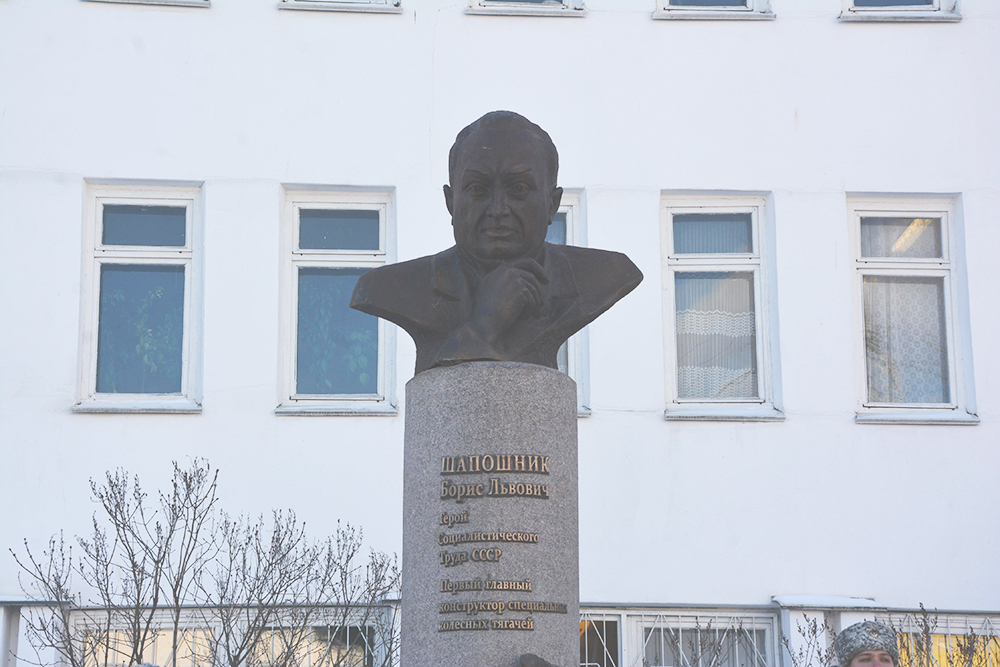 ШАПОШНИК
Борис Львович
Герой
Социалистического
Труда СССР
Первый главный
конструктор специальных
колесных тягачей